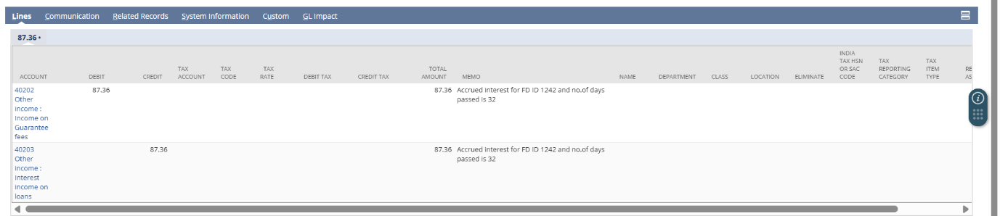 Lines Communication Related Records System Information Custom GL Impact
87.36 •
ACCOUNT DEBIT CREDIT TAX ACCOUNT TAX CODE TAX RATE DEBIT TAX CREDIT TAX TOTAL AMOUNT MEMO NAME DEPARTMENT CLASS LOCATION ELIMINATE INDIA TAX HSN OR SAC CODE TAX REPORTING CATEGORY TAX ITEM TYPE RE AS
40202 87.36 87.36 Accrued interest for FD ID 1242 and no.of days
Other passed is 32
income :
Income on
Guarantee
fees
40203 87.36 87.36 Accrued interest for FD ID 1242 and no.of days
Other passed is 32
income :
Interest
income on
loans